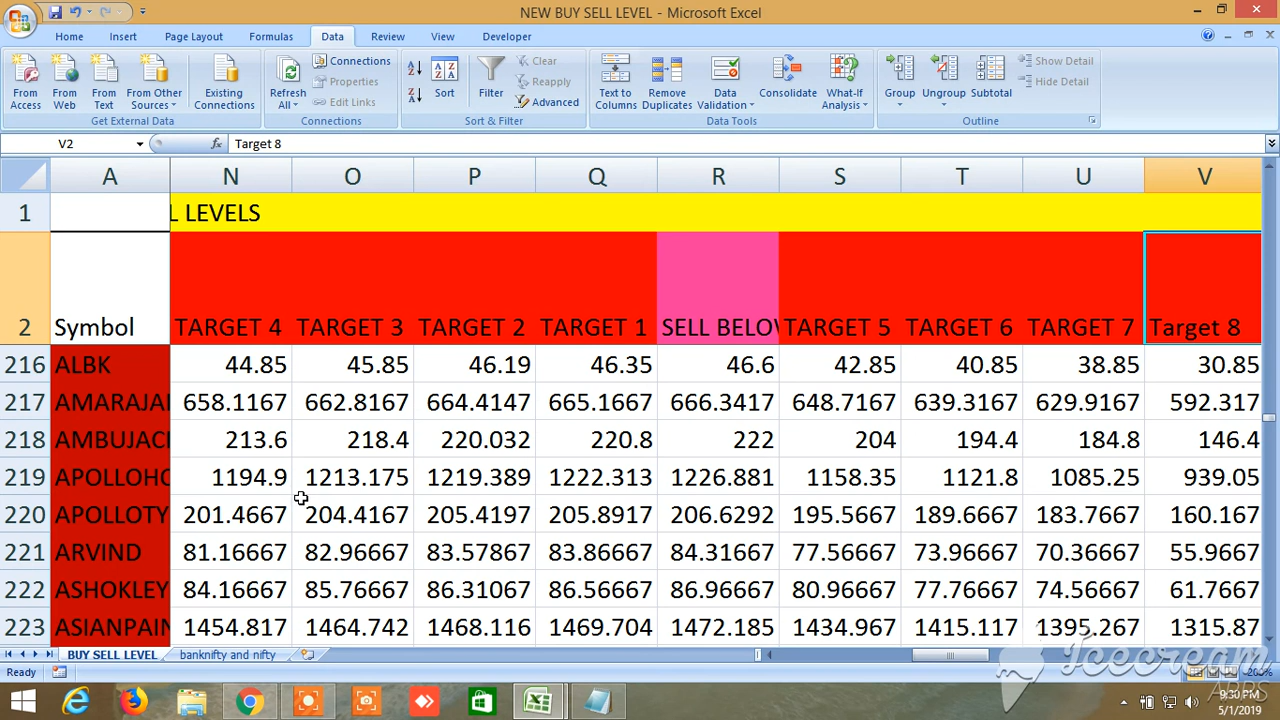 NEW BUY SELL LEVEL - Microsoft Excel
Home Insert Page Layout Formulas Data Review View Developer
From Access From Web From Text From Other Sources Existing Connections Refresh All Connections Properties Edit Links Sort Filter Clear Reapply Advanced Text to Columns Remove Duplicates Data Validation Consolidate What-If Analysis Group Ungroup Subtotal Show Detail Hide Detail
Get External Data Connections Sort & Filter Data Tools Outline
V2 fx Target 8
A N O P Q R S T U V
1 L LEVELS
2 Symbol TARGET 4 TARGET 3 TARGET 2 TARGET 1 SELL BELOV TARGET 5 TARGET 6 TARGET 7 Target 8
216 ALBK 44.85 45.85 46.19 46.35 46.6 42.85 40.85 38.85 30.85
217 AMARAJA 658.1167 662.8167 664.4147 665.1667 666.3417 648.7167 639.3167 629.9167 592.317
218 AMBUJACI 213.6 218.4 220.032 220.8 222 204 194.4 184.8 146.4
219 APOLLOHO 1194.9 1213.175 1219.389 1222.313 1226.881 1158.35 1121.8 1085.25 939.05
220 APOLLOTY 201.4667 204.4167 205.4197 205.8917 206.6292 195.5667 189.6667 183.7667 160.167
221 ARVIND 81.16667 82.96667 83.57867 83.86667 84.31667 77.56667 73.96667 70.36667 55.9667
222 ASHOKLEY 84.16667 85.76667 86.31067 86.56667 86.96667 80.96667 77.76667 74.56667 61.7667
223 ASIANPAIN 1454.817 1464.742 1468.116 1469.704 1472.185 1434.967 1415.117 1395.267 1315.87
BUY SELL LEVEL banknifty and nifty
Ready 200%
Icecream
APPS
9:30 PM
5/1/2019